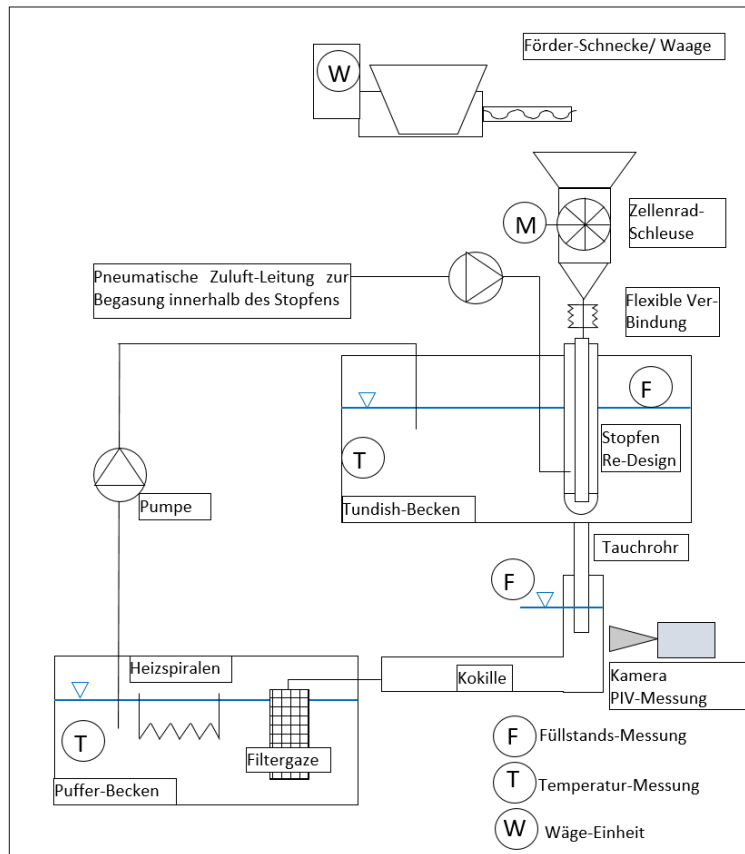 Förder-Schnecke/ Waage
W
Zellenrad-
Schleuse
M
Pneumatische Zuluft-Leitung zur
Begasung innerhalb des Stopfens
Flexible Ver-
Bindung
F
Stopfen
Re-Design
T
Tundish-Becken
Pumpe
Tauchrohr
F
Heizspiralen
Kokille
Kamera
PIV-Messung
T
Filtergaze
Puffer-Becken
F Füllstands-Messung
T Temperatur-Messung
W Wäge-Einheit